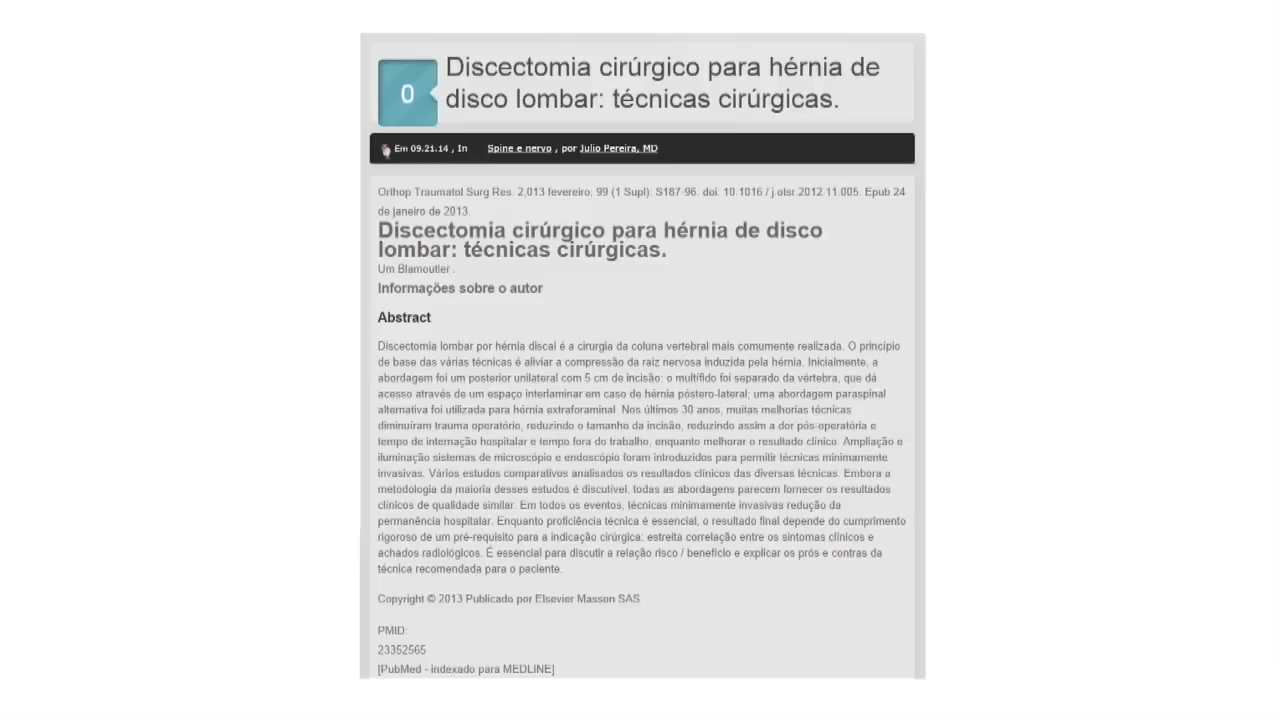 0
Discectomia cirúrgico para hérnia de
disco lombar: técnicas cirúrgicas.
Em 09.21.14 , In Spine e nervo , por Julio Pereira, MD
Orthop Traumatol Surg Res. 2,013 fevereiro; 99 (1 Supl): S187-96. doi: 10.1016 / j.otsr.2012.11.005. Epub 24
de janeiro de 2013.
Discectomia cirúrgico para hérnia de disco
lombar: técnicas cirúrgicas.
Um Blamoutier .
Informações sobre o autor
Abstract
Discectomia lombar por hérnia discal é a cirurgia da coluna vertebral mais comumente realizada. O princípio
de base das várias técnicas é aliviar a compressão da raiz nervosa induzida pela hérnia. Inicialmente, a
abordagem foi um posterior unilateral com 5 cm de incisão: o multífido foi separado da vértebra, que dá
acesso através de um espaço interlaminar em caso de hérnia póstero-lateral; uma abordagem paraspinal
alternativa foi utilizada para hérnia extraforaminal. Nos últimos 30 anos, muitas melhorias técnicas
diminuíram trauma operatório, reduzindo o tamanho da incisão, reduzindo assim a dor pós-operatória e
tempo de internação hospitalar e tempo fora do trabalho, enquanto melhorar o resultado clínico. Ampliação e
iluminação sistemas de microscópio e endoscópio foram introduzidos para permitir técnicas minimamente
invasivas. Vários estudos comparativos analisados os resultados clínicos das diversas técnicas. Embora a
metodologia da maioria desses estudos é discutível, todas as abordagens parecem fornecer os resultados
clínicos de qualidade similar. Em todos os eventos, técnicas minimamente invasivas redução da
permanência hospitalar. Enquanto proficiência técnica é essencial, o resultado final depende do cumprimento
rigoroso de um pré-requisito para a indicação cirúrgica: estreita correlação entre os sintomas clínicos e
achados radiológicos. É essencial para discutir a relação risco / benefício e explicar os prós e contras da
técnica recomendada para o paciente.
Copyright © 2013 Publicado por Elsevier Masson SAS
PMID:
23352565
[PubMed - indexado para MEDLINE]